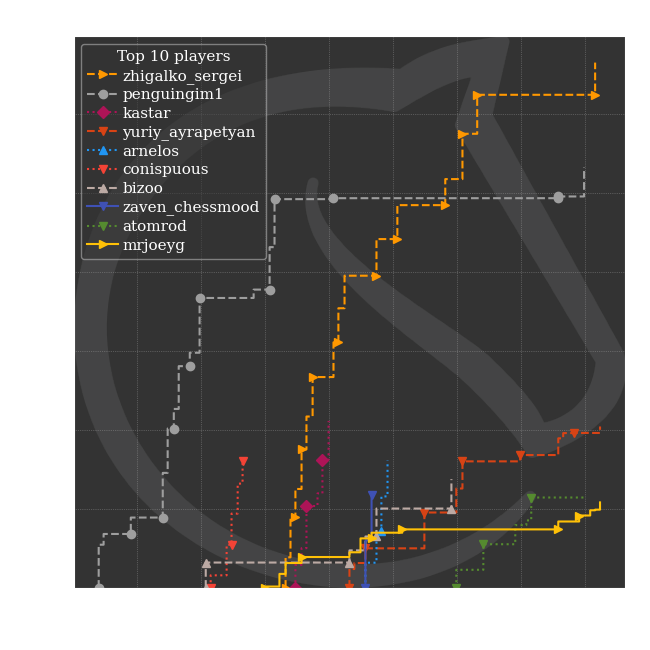 Top 10 players
zhigalko_sergei
penguingim1
kastar
yuriy_ayrapetyan
arnelos
conispuous
bizoo
zaven_chessmood
atomrod
mrjoeyg